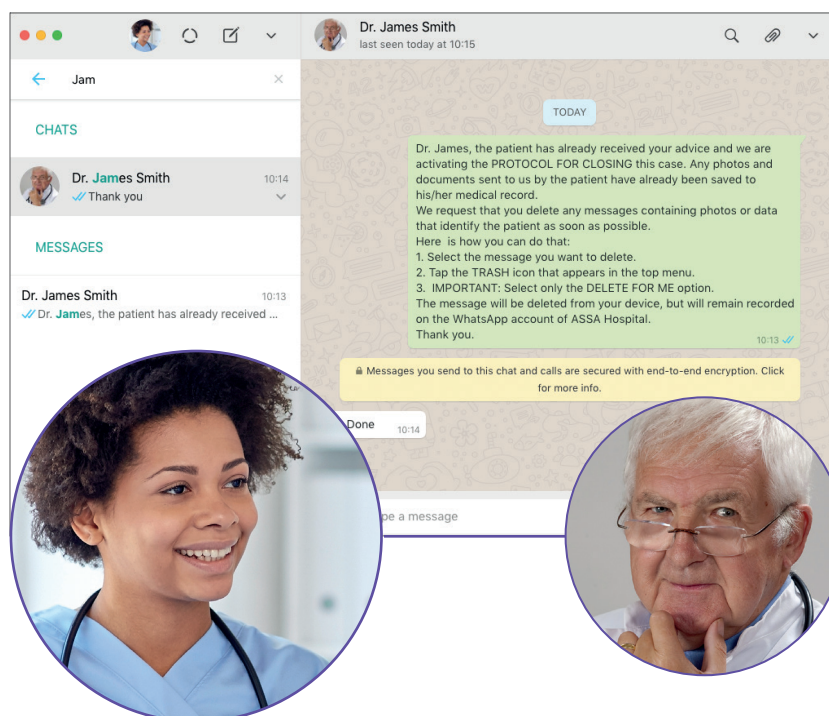 Jam
CHATS
Dr. James Smith
10:14
Thank you
MESSAGES
Dr. James Smith
10:13
Dr. James, the patient has already received ...
Dr. James Smith
last seen today at 10:15
TODAY
Dr. James, the patient has already received your advice and we are
activating the PROTOCOL FOR CLOSING this case. Any photos and
documents sent to us by the patient have already been saved to
his/her medical record.
We request that you delete any messages containing photos or data
that identify the patient as soon as possible.
Here is how you can do that:
1. Select the message you want to delete.
2. Tap the TRASH icon that appears in the top menu.
3. IMPORTANT: Select only the DELETE FOR ME option.
The message will be deleted from your device, but will remain recorded
on the WhatsApp account of ASSA Hospital.
Thank you.
10:13
Messages you send to this chat and calls are secured with end-to-end encryption. Click
for more info.
Done
10:14
pe a message